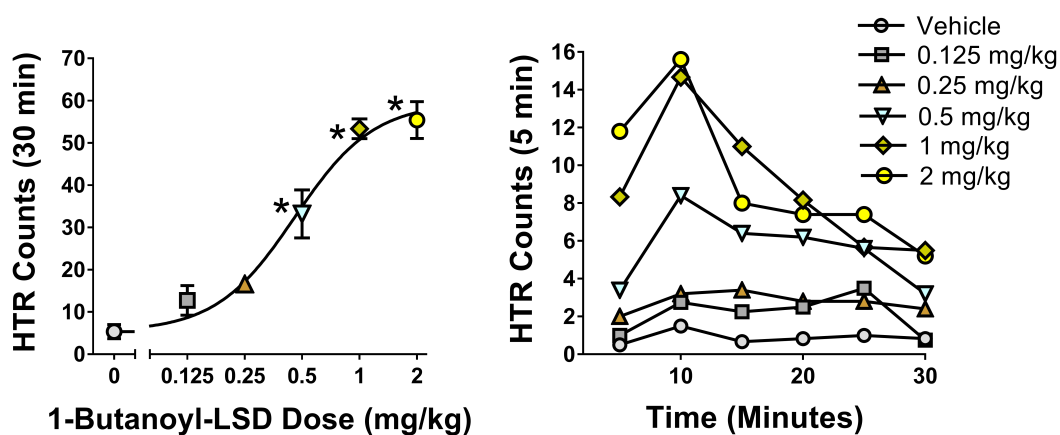 HTR Counts (30 min)
70
60
50
40
30
20
10
0
*
*
*
0 0.125 0.25 0.5 1 2
1-Butanoyl-LSD Dose (mg/kg)
HTR Counts (5 min)
16
14
12
10
8
6
4
2
0
10 20 30
Time (Minutes)
Vehicle
0.125 mg/kg
0.25 mg/kg
0.5 mg/kg
1 mg/kg
2 mg/kg